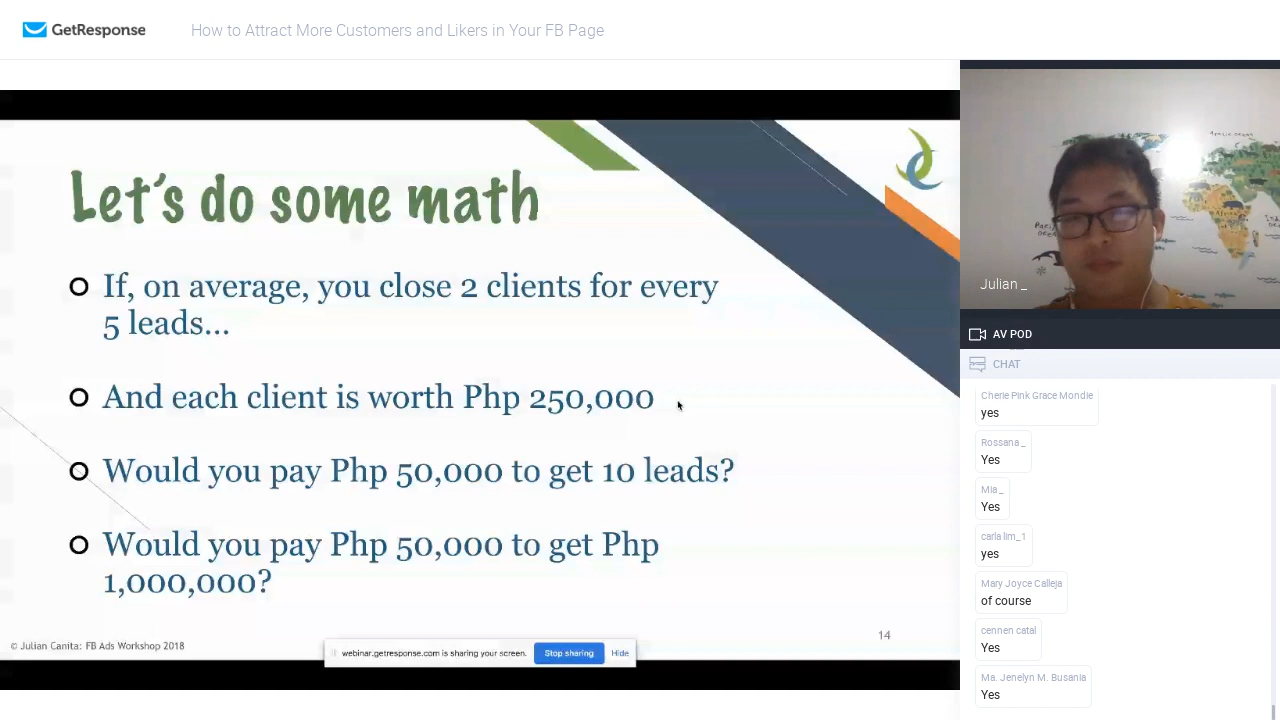 GetResponse
How to Attract More Customers and Likers in Your FB Page
Let's do some math
If, on average, you close 2 clients for every
5 leads...
And each client is worth Php 250,000
Would you pay Php 50,000 to get 10 leads?
Would you pay Php 50,000 to get Php
1,000,000?
© Julian Canita: FB Ads Workshop 2018
14
webinar.getresponse.com is sharing your screen.
Stop sharing
Hide
Julian _
AV POD
CHAT
Cherie Pink Grace Mondie
yes
Rossana _
Yes
Mia _
Yes
carla lim_1
yes
Mary Joyce Calleja
of course
cennen catal
Yes
Ma. Jenelyn M. Busania
Yes